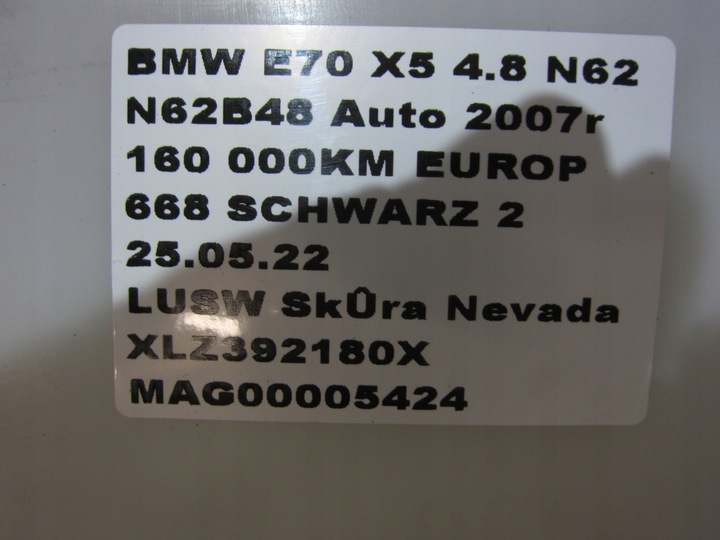 BMW E70 X5 4.8 N62
N62B48 Auto 2007r
160 000KM EUROP
668 SCHWARZ 2
25.05.22
LUSW SkÛra Nevada
XLZ392180X
MAG00005424